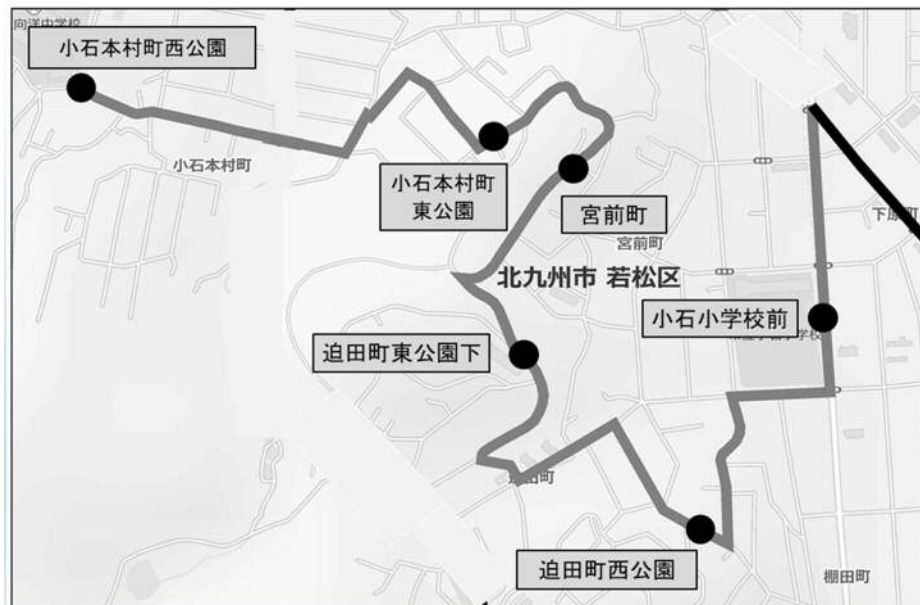 向洋中学校
小石本村町西公園
小石本村町
小石本村町
東公園
宮前町
宮前町
下原町
北九州市 若松区
小石小学校前
迫田町東公園下
迫田町西公園
棚田町